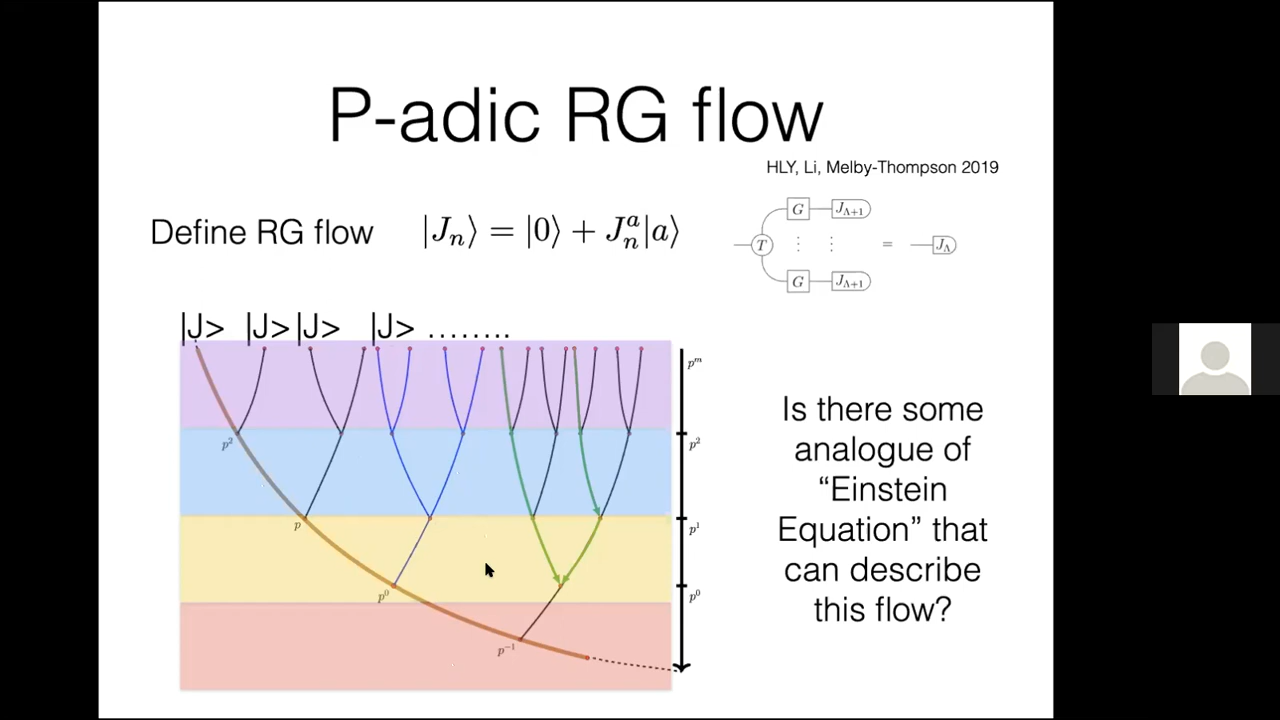 P-adic RG flow
HLY, Li, Melby-Thompson 2019
Define RG flow |J_n⟩ = |0⟩ + J_n^a|a⟩
G J_{Λ+1}
T ⋮ ⋮ = J_Λ
G J_{Λ+1}
|J> |J> |J> |J> ........
p^m
p^2 p^2
p p^1
p^0 p^0
p^{-1}
Is there some
analogue of
“Einstein
Equation” that
can describe
this flow?